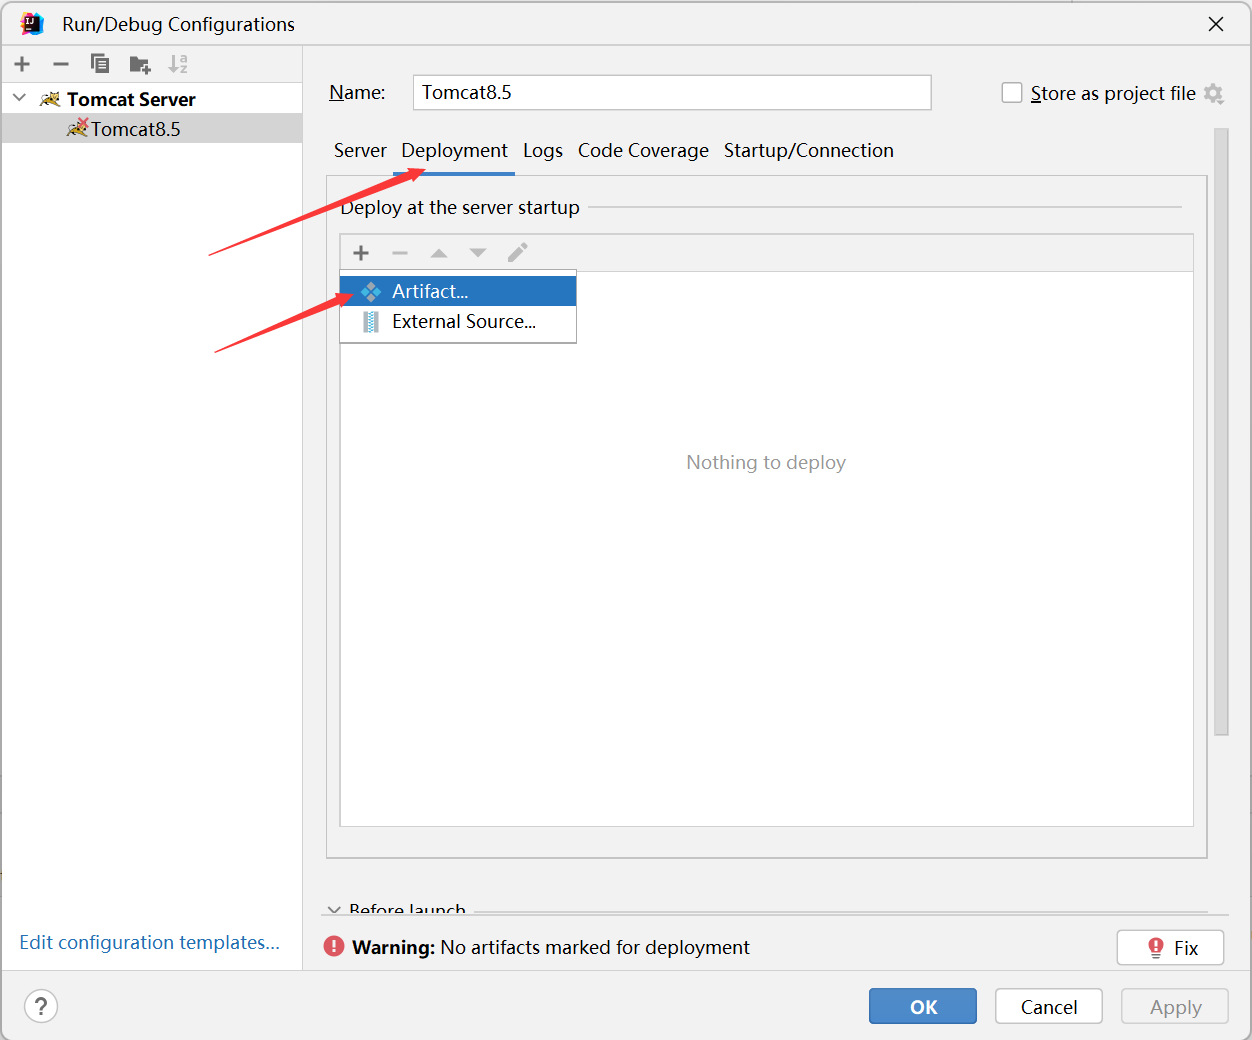 Run/Debug Configurations
Tomcat Server
Tomcat8.5
Edit configuration templates...
Name: Tomcat8.5 Store as project file
Server Deployment Logs Code Coverage Startup/Connection
Deploy at the server startup
Artifact...
External Source...
Nothing to deploy
Before launch
Warning: No artifacts marked for deployment Fix
? OK Cancel Apply